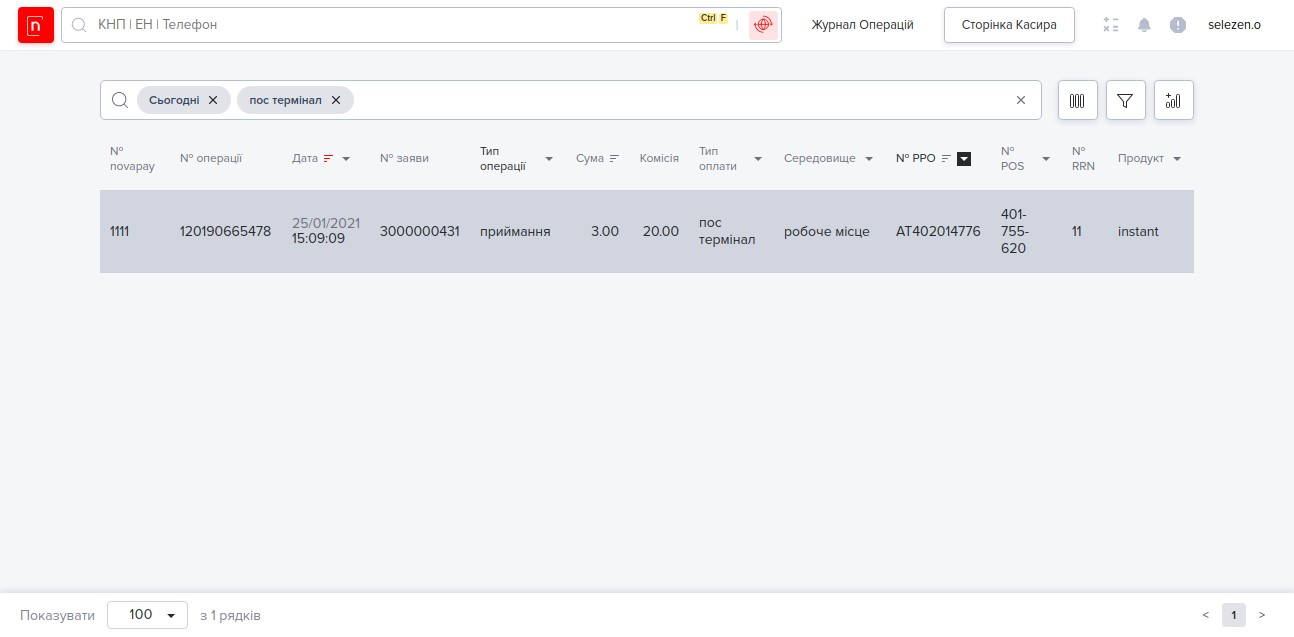 n
КНП | ЕН | Телефон
Ctrl F
Журнал Операцій
Сторінка Касира
selezen.o
Сьогодні
пос термінал
№ novapay
№ операції
Дата
№ заяви
Тип операції
Сума
Комісія
Тип оплати
Середовище
№ РРО
№ POS
№ RRN
Продукт
1111
120190665478
25/01/2021
15:09:09
3000000431
приймання
3.00
20.00
пос
термінал
робоче місце
АТ402014776
401-
755-
620
11
instant
Показувати
100
з 1 рядків
< 1 >